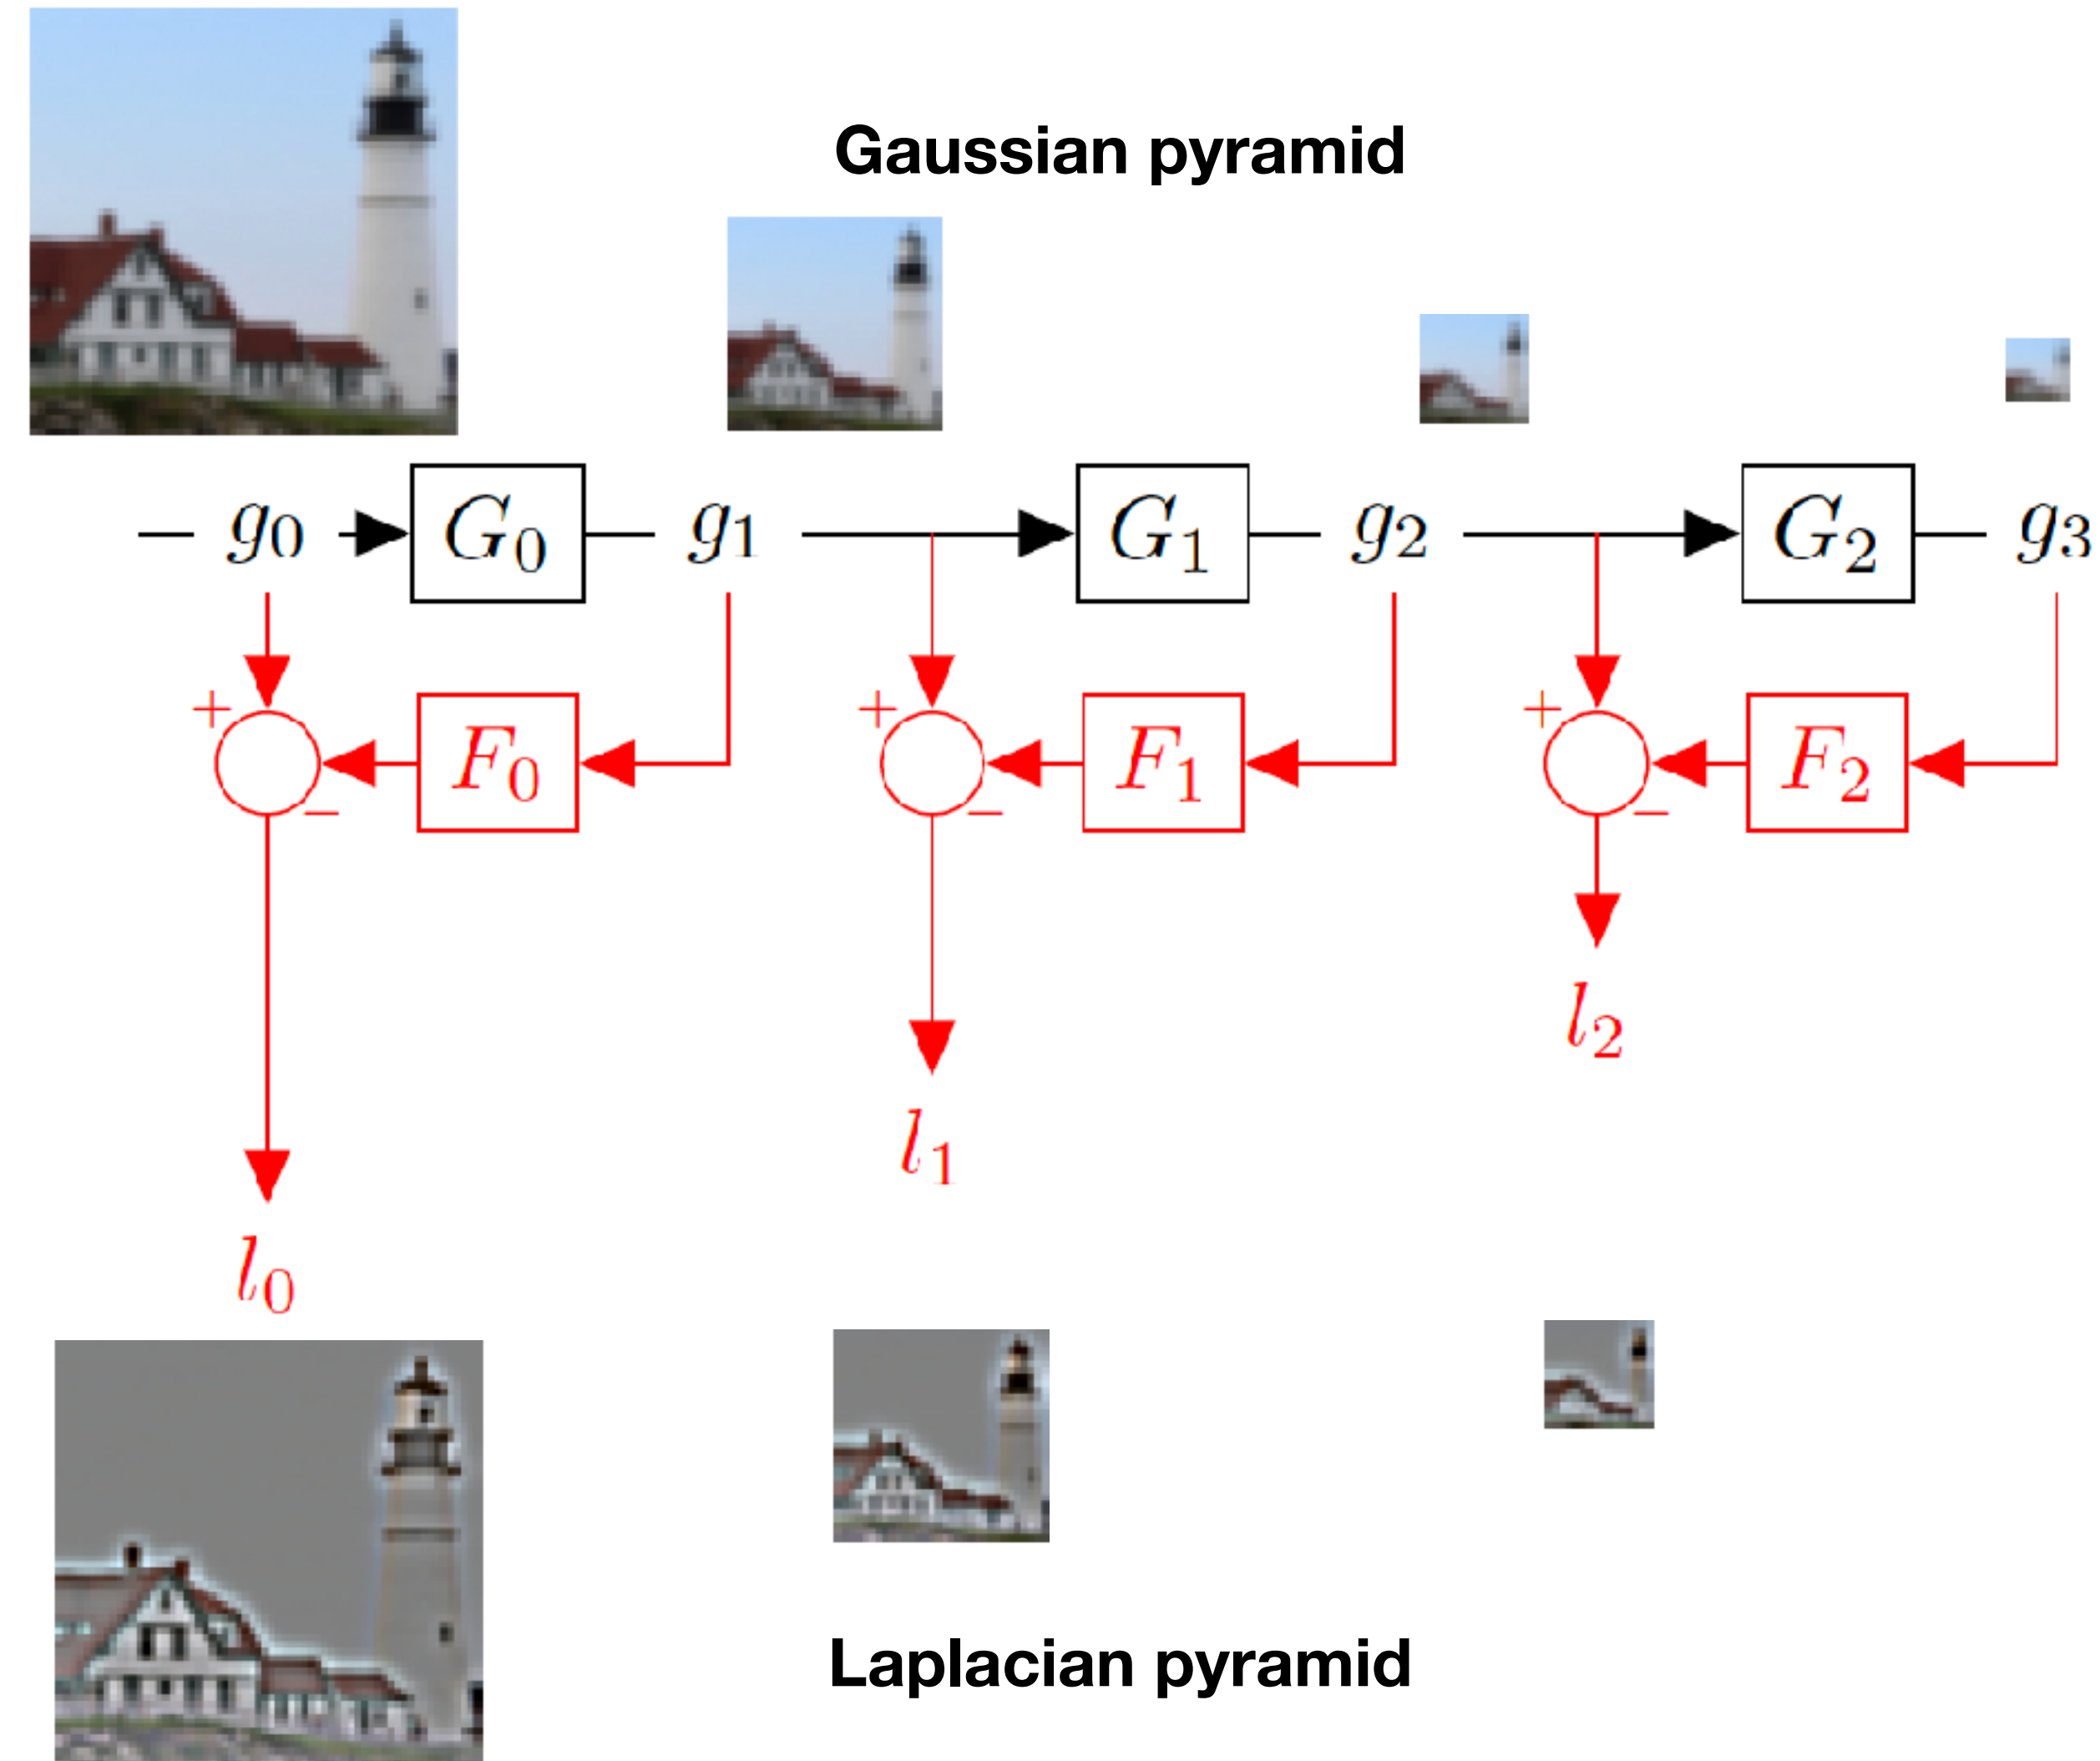 Gaussian pyramid
g0 G0 g1 G1 g2 G2 g3
+ F0 − + F1 − + F2 −
l2
l1
l0
Laplacian pyramid